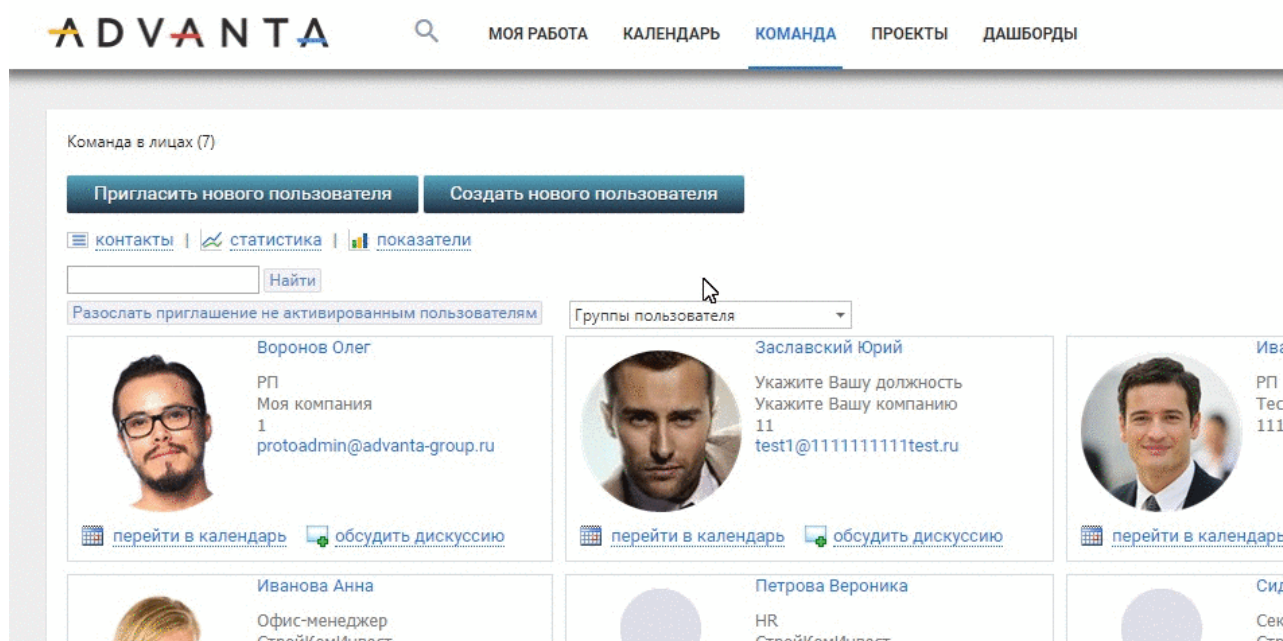 ADVANTA
МОЯ РАБОТА КАЛЕНДАРЬ КОМАНДА ПРОЕКТЫ ДАШБОРДЫ
Команда в лицах (7)
Пригласить нового пользователя Создать нового пользователя
контакты | статистика | показатели
Найти
Разослать приглашение не активированным пользователям Группы пользователя
Воронов Олег
РП
Моя компания
1
protoadmin@advanta-group.ru
перейти в календарь обсудить дискуссию
Заславский Юрий
Укажите Вашу должность
Укажите Вашу компанию
11
test1@1111111111test.ru
перейти в календарь обсудить дискуссию
РП
111
перейти в календарь
Иванова Анна
Офис-менеджер
Петрова Вероника
HR